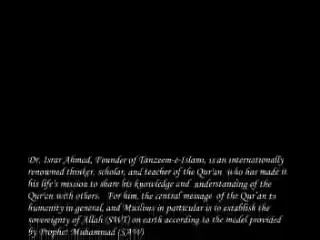 Dr. Israr Ahmad, Founder of Tanzeem-e-Islami, is an internationally
renowned thinker, scholar, and teacher of the Qur'an who has made it
his life's mission to share his knowledge and understanding of the
Qur'an with others. For him, the central message of the Qur'an to
humanity in general, and Muslims in particular is to establish the
sovereignty of Allah (SWT) on earth according to the model provided
by Prophet Muhammad (SAW)